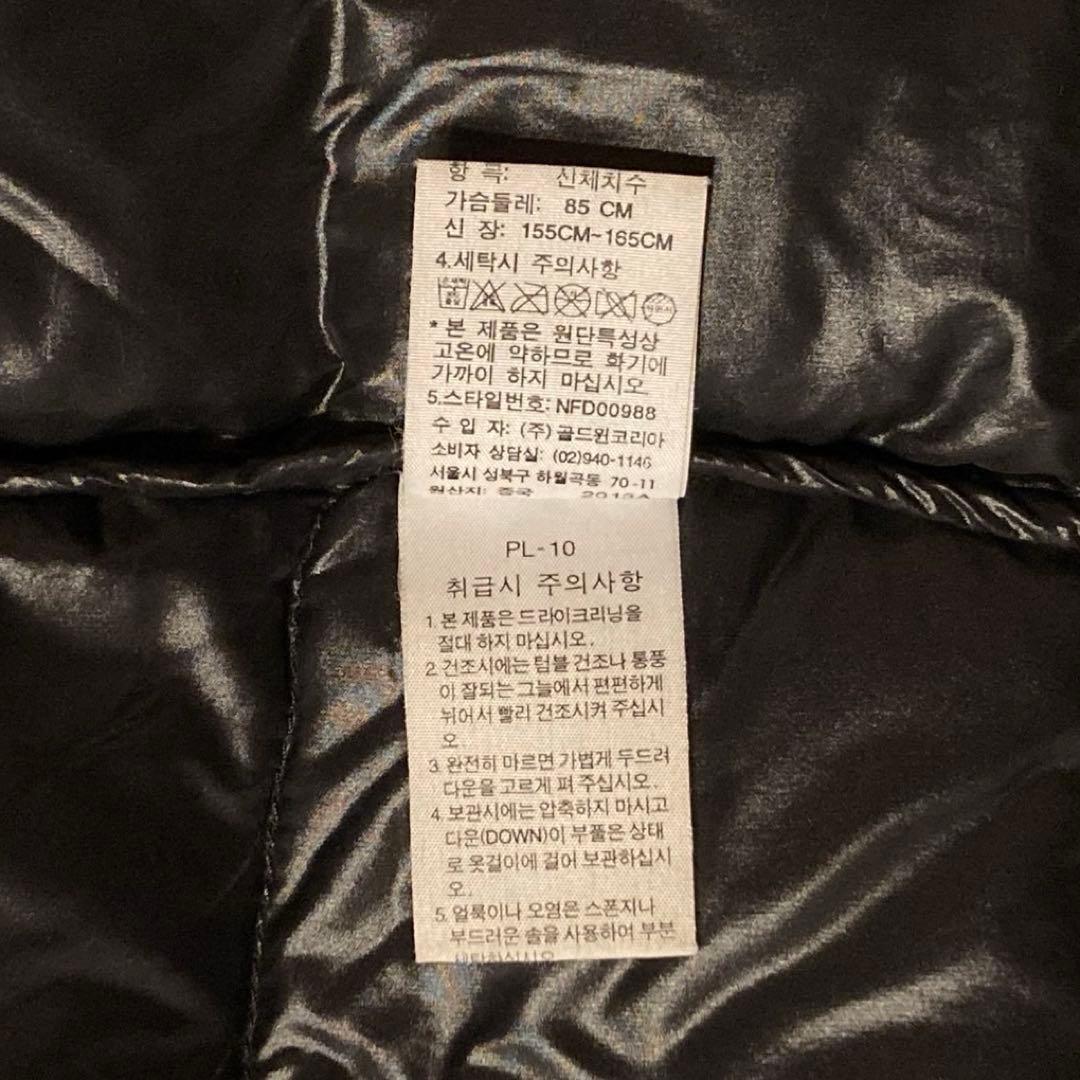 항 목: 신체치수
가슴둘레: 85 CM
신 장: 155CM~165CM
4.세탁시 주의사항
* 본 제품은 원단특성상
고온에 약하므로 화기에
가까이 하지 마십시오
5.스타일번호: NFD00988
수 입 자: (주) 골드윈코리아
소비자 상담실: (02)940-1146
서울시 성북구 하월곡동 70-11
원산지: 중국
PL-10
취급시 주의사항
1. 본 제품은 드라이크리닝을
절대 하지 마십시오.
2. 건조시에는 텀블 건조나 통풍
이 잘되는 그늘에서 편편하게
뉘어서 빨리 건조시켜 주십시
오.
3. 완전히 마르면 가볍게 두드려
다운을 고르게 펴 주십시오.
4. 보관시에는 압축하지 마시고
다운(DOWN)이 부풀은 상태
로 옷걸이에 걸어 보관하십시
오.
5. 얼룩이나 오염은 스폰지나
부드러운 솔을 사용하여 부분
세탁하십시오